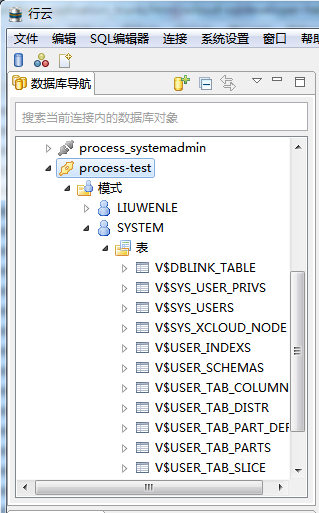 行云
文件 编辑 SQL编辑器 连接 系统设置 窗口 帮助
数据库导航
搜索当前连接内的数据库对象
process_systemadmin
process-test
模式
LIUWENLE
SYSTEM
表
V$DBLINK_TABLE
V$SYS_USER_PRIVS
V$SYS_USERS
V$SYS_XCLOUD_NODE
V$USER_INDEXS
V$USER_SCHEMAS
V$USER_TAB_COLUMN
V$USER_TAB_DISTR
V$USER_TAB_PART_DEF
V$USER_TAB_PARTS
V$USER_TAB_SLICE